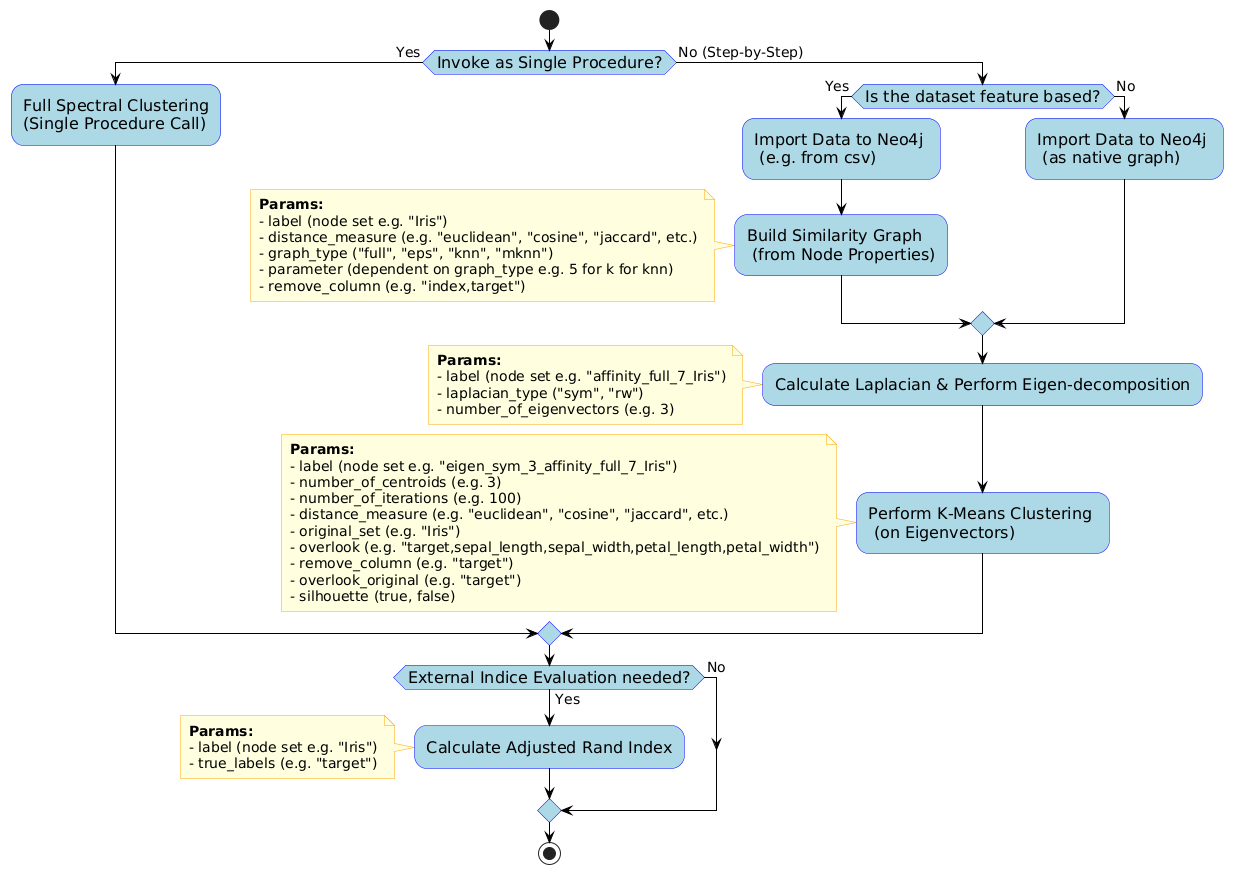 Invoke as Single Procedure?
Yes
No (Step-by-Step)
Full Spectral Clustering
(Single Procedure Call)
Is the dataset feature based?
Yes
No
Import Data to Neo4j
(e.g. from csv)
Import Data to Neo4j
(as native graph)
Params:
- label (node set e.g. "Iris")
- distance_measure (e.g. "euclidean", "cosine", "jaccard", etc.)
- graph_type ("full", "eps", "knn", "mknn")
- parameter (dependent on graph_type e.g. 5 for k for knn)
- remove_column (e.g. "index,target")
Build Similarity Graph
(from Node Properties)
Params:
- label (node set e.g. "affinity_full_7_Iris")
- laplacian_type ("sym", "rw")
- number_of_eigenvectors (e.g. 3)
Calculate Laplacian & Perform Eigen-decomposition
Params:
- label (node set e.g. "eigen_sym_3_affinity_full_7_Iris")
- number_of_centroids (e.g. 3)
- number_of_iterations (e.g. 100)
- distance_measure (e.g. "euclidean", "cosine", "jaccard", etc.)
- original_set (e.g. "Iris")
- overlook (e.g. "target,sepal_length,sepal_width,petal_length,petal_width")
- remove_column (e.g. "target")
- overlook_original (e.g. "target")
- silhouette (true, false)
Perform K-Means Clustering
(on Eigenvectors)
External Indice Evaluation needed?
Yes
No
Params:
- label (node set e.g. "Iris")
- true_labels (e.g. "target")
Calculate Adjusted Rand Index